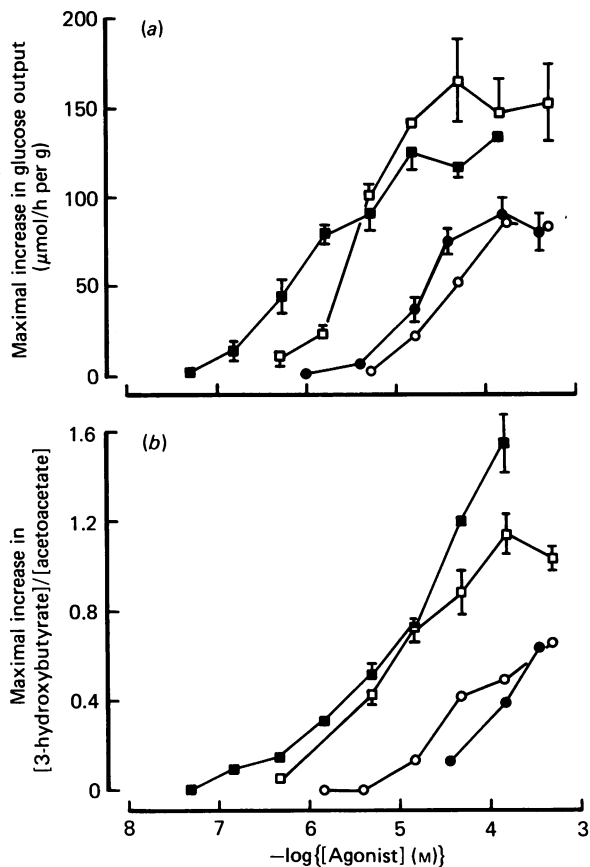 (a)
Maximal increase in glucose output
(μmol/h per g)
200
150
100
50
0
(b)
Maximal increase in
[3-hydroxybutyrate]/[acetoacetate]
1.6
1.2
0.8
0.4
0
8 7 6 5 4 3
−log{[Agonist] (M)}